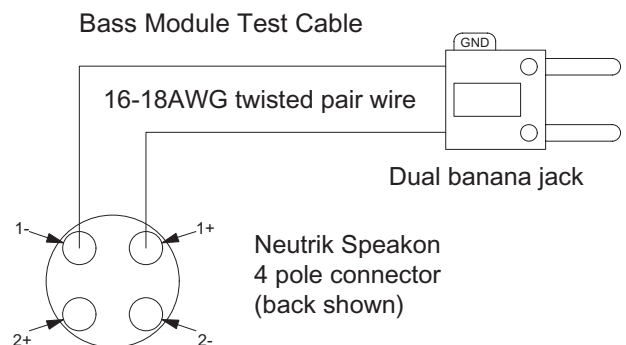 Bass Module Test Cable
GND
16-18AWG twisted pair wire
Dual banana jack
1-
1+
Neutrik Speakon
4 pole connector
(back shown)
2+
2-